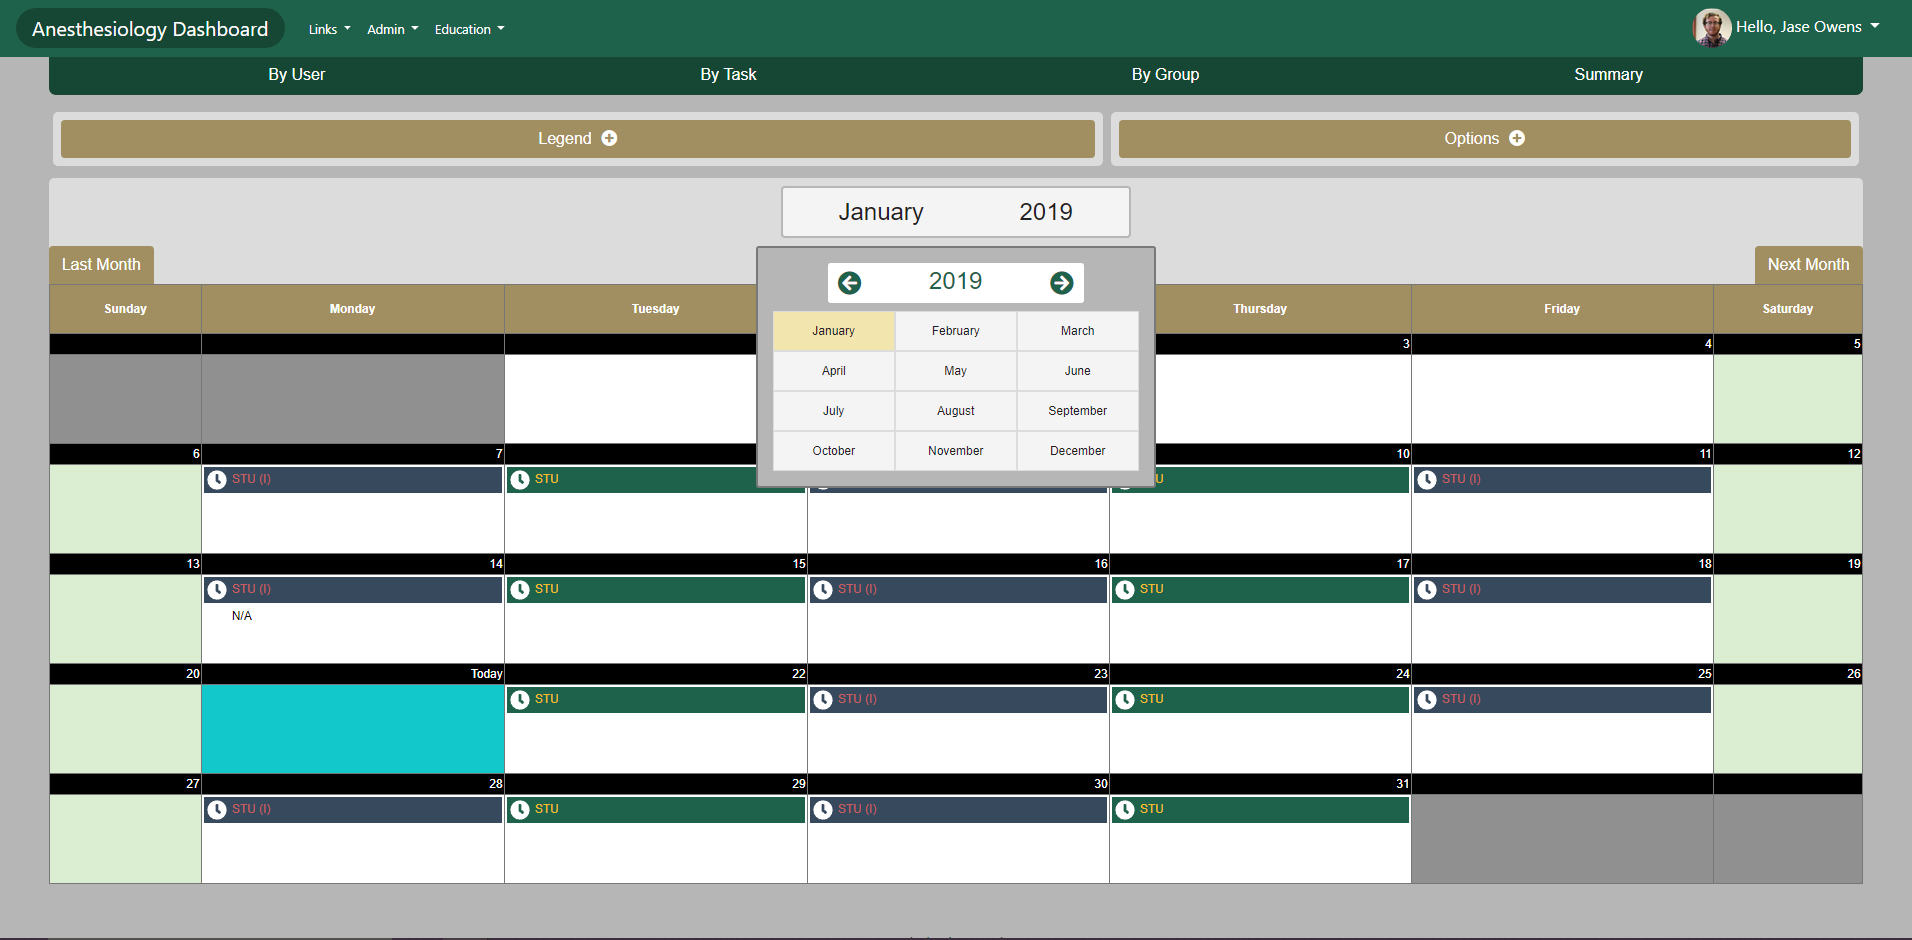 Anesthesiology Dashboard Links Admin Education Hello, Jase Owens
By User By Task By Group Summary
Legend Options
January 2019
Last Month Next Month
2019
Sunday Monday Tuesday Thursday Friday Saturday
January February March
3 4 5
April May June
July August September
October November December
6 7 10 11 12
STU (I) STU U STU (I)
13 14 15 16 17 18 19
STU (I) STU STU (I) STU STU (I)
N/A
20 Today 22 23 24 25 26
STU STU (I) STU STU (I)
27 28 29 30 31
STU (I) STU STU (I) STU